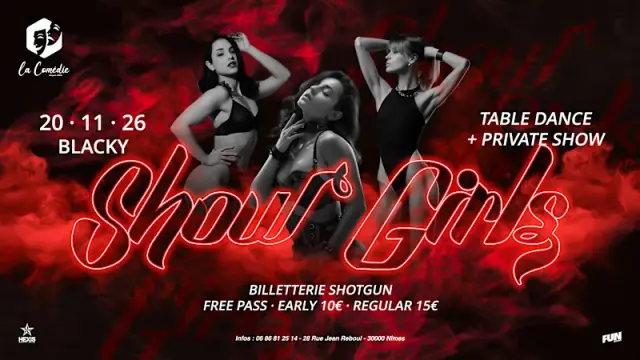 La Comédie
20 · 11 · 26
BLACKY
TABLE DANCE
+ PRIVATE SHOW
Show Girls
BILLETTERIE SHOTGUN
FREE PASS · EARLY 10€ · REGULAR 15€
HEXIS
Infos : 06 86 81 25 14 - 28 Rue Jean Reboul - 30000 Nîmes
FUN